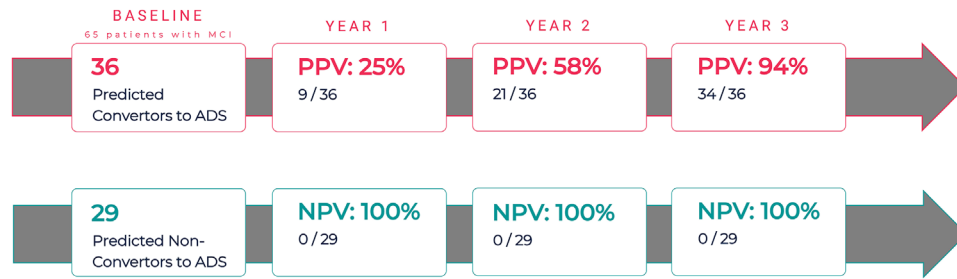 BASELINE
65 patients with MCI
YEAR 1
YEAR 2
YEAR 3
36
Predicted
Convertors to ADS
PPV: 25%
9 / 36
PPV: 58%
21 / 36
PPV: 94%
34 / 36
29
Predicted Non-
Convertors to ADS
NPV: 100%
0 / 29
NPV: 100%
0 / 29
NPV: 100%
0 / 29